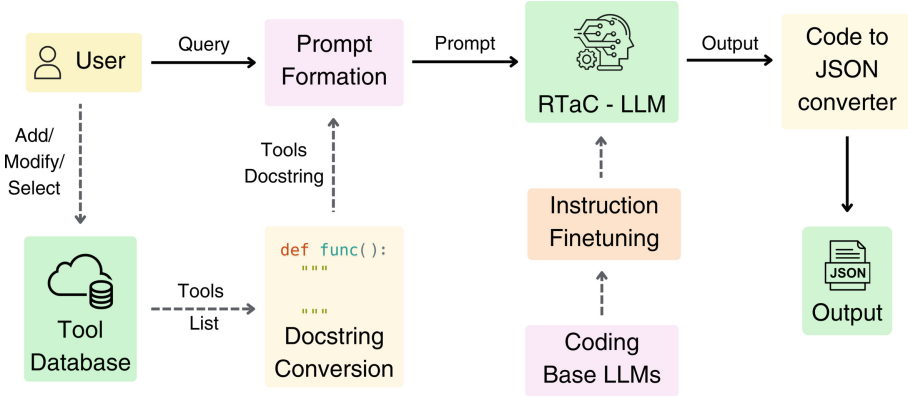 User
Query
Prompt
Formation
Prompt
RTaC - LLM
Output
Code to
JSON
converter
Add/
Modify/
Select
Tools
Docstring
Instruction
Finetuning
Tool
Database
Tools
List
def func():
"""
"""
Docstring
Conversion
Coding
Base LLMs
JSON
Output